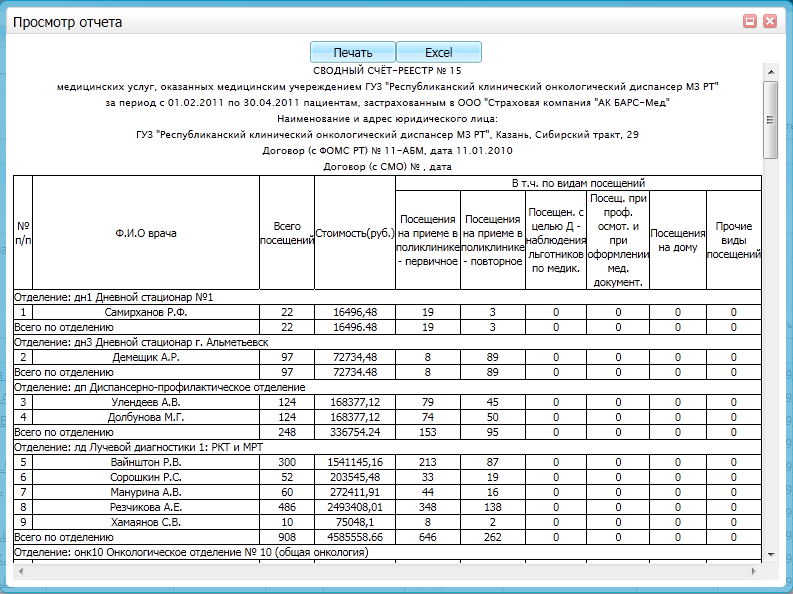 Просмотр отчета
Печать Excel
СВОДНЫЙ СЧЁТ-РЕЕСТР № 15
медицинских услуг, оказанных медицинским учереждением ГУЗ "Республиканский клинический онкологический диспансер МЗ РТ"
за период с 01.02.2011 по 30.04.2011 пациентам, застрахованным в ООО "Страховая компания "АК БАРС-Мед"
Наименование и адрес юридического лица:
ГУЗ "Республиканский клинический онкологический диспансер МЗ РТ", Казань, Сибирский тракт, 29
Договор (с ФОМС РТ) № 11-АБМ, дата 11.01.2010
Договор (с СМО) № , дата
№ п/п Ф.И.О врача Всего посещений Стоимость(руб.) В т.ч. по видам посещений
Посещения на приеме в поликлинике - первичное Посещения на приеме в поликлинике - повторное Посещен. с целью Д - наблюдения льготников по медик. Посещ. при проф. осмот. и при оформлении мед. документ. Посещения на дому Прочие виды посещений
Отделение: дн1 Дневной стационар №1
1 Самирханов Р.Ф. 22 16496,48 19 3 0 0 0 0
Всего по отделению 22 16496.48 19 3 0 0 0 0
Отделение: дн3 Дневной стационар г. Альметьевск
2 Демещик А.Р. 97 72734,48 8 89 0 0 0 0
Всего по отделению 97 72734.48 8 89 0 0 0 0
Отделение: дп Диспансерно-профилактическое отделение
3 Улендеев А.В. 124 168377,12 79 45 0 0 0 0
4 Долбунова М.Г. 124 168377,12 74 50 0 0 0 0
Всего по отделению 248 336754.24 153 95 0 0 0 0
Отделение: лд Лучевой диагностики 1: РКТ и МРТ
5 Вайнштон Р.В. 300 1541145,16 213 87 0 0 0 0
6 Сорошкин Р.С. 52 203545,48 33 19 0 0 0 0
7 Манурина А.В. 60 272411,91 44 16 0 0 0 0
8 Резчикова А.Е. 486 2493408,01 348 138 0 0 0 0
9 Хамаянов С.В. 10 75048,1 8 2 0 0 0 0
Всего по отделению 908 4585558.66 646 262 0 0 0 0
Отделение: онк10 Онкологическое отделение № 10 (общая онкология)